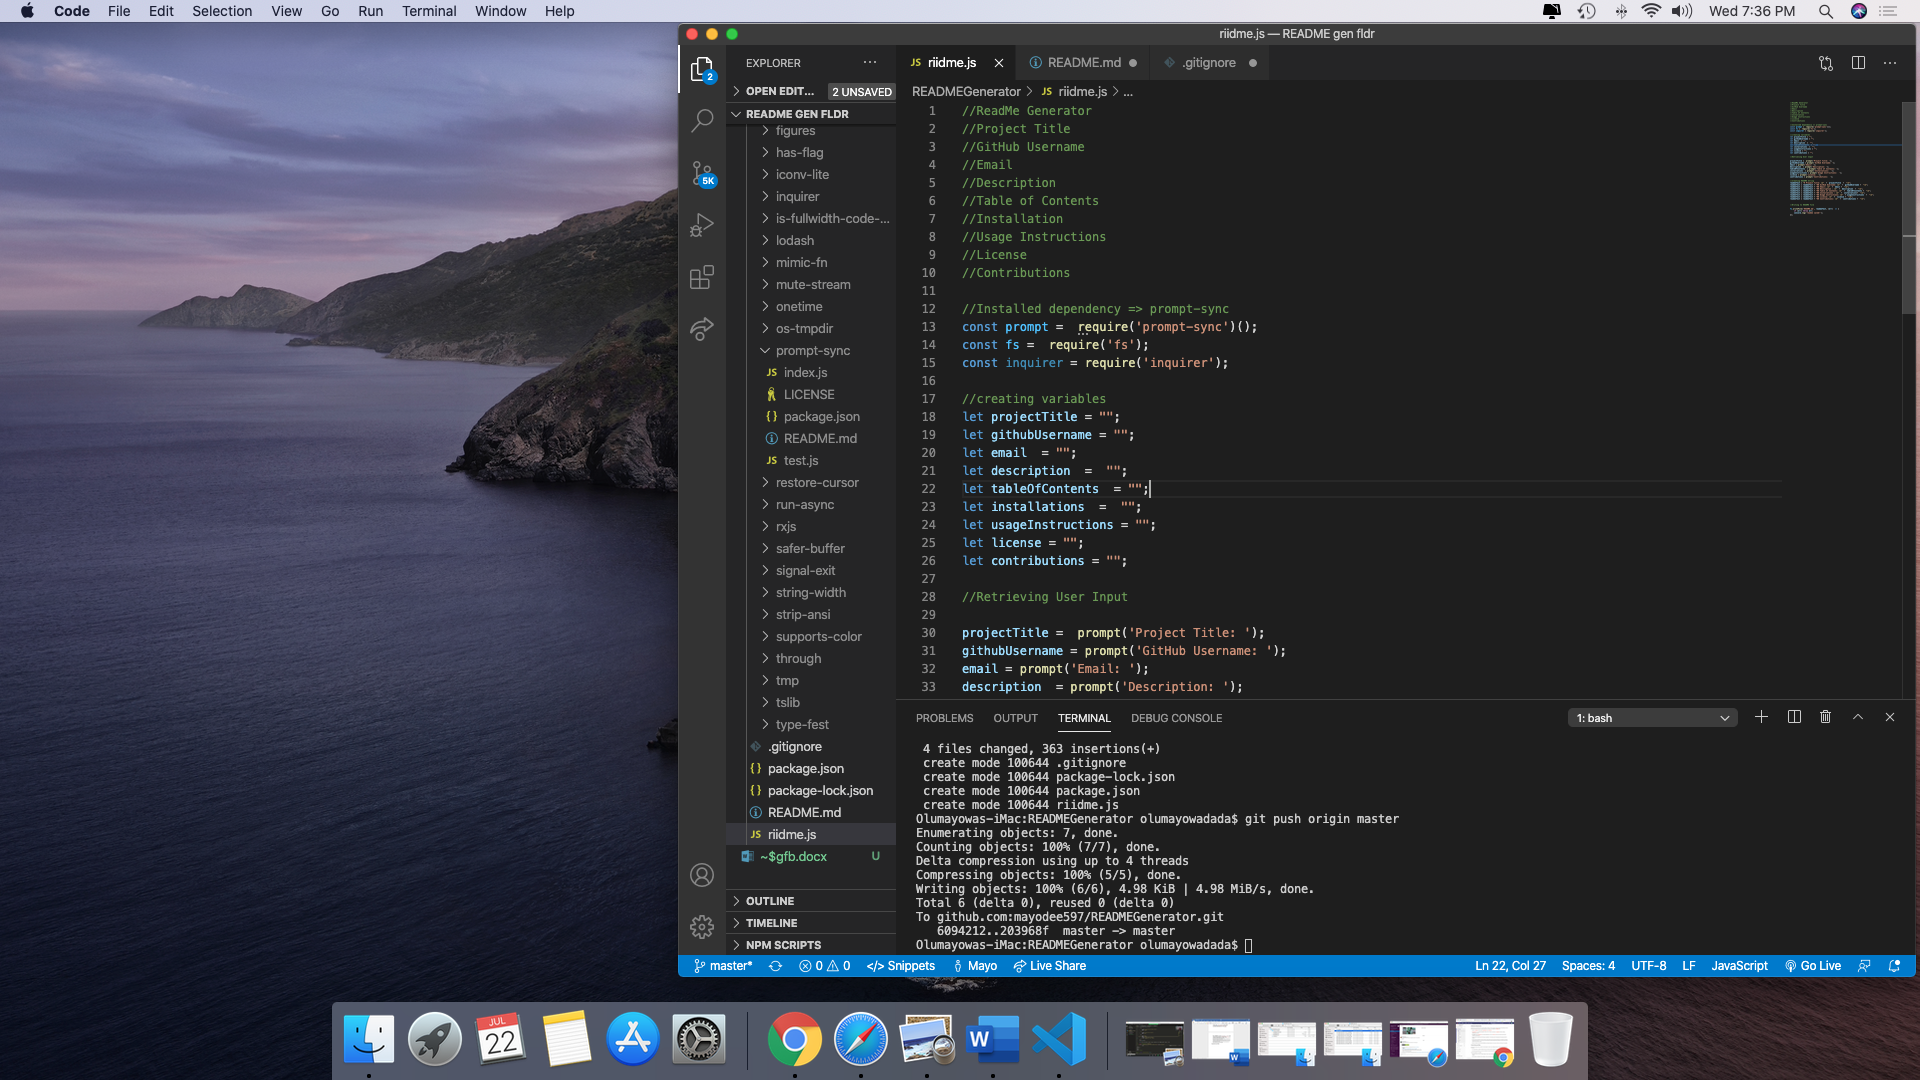 Code File Edit Selection View Go Run Terminal Window Help Wed 7:36 PM
riidme.js — README gen fldr
EXPLORER
OPEN EDIT... 2 UNSAVED
README GEN FLDR
figures
has-flag
iconv-lite
inquirer
is-fullwidth-code-...
lodash
mimic-fn
mute-stream
onetime
os-tmpdir
prompt-sync
JS index.js
LICENSE
{} package.json
README.md
JS test.js
restore-cursor
run-async
rxjs
safer-buffer
signal-exit
string-width
strip-ansi
supports-color
through
tmp
tslib
type-fest
.gitignore
{} package.json
{} package-lock.json
README.md
JS riidme.js
~$gfb.docx U
OUTLINE
TIMELINE
NPM SCRIPTS
2
5K
JS riidme.js README.md .gitignore
READMEGenerator > JS riidme.js > ...
1 //ReadMe Generator
2 //Project Title
3 //GitHub Username
4 //Email
5 //Description
6 //Table of Contents
7 //Installation
8 //Usage Instructions
9 //License
10 //Contributions
11
12 //Installed dependency => prompt-sync
13 const prompt =  require('prompt-sync')();
14 const fs =  require('fs');
15 const inquirer = require('inquirer');
16
17 //creating variables
18 let projectTitle = "";
19 let githubUsername = "";
20 let email  = "";
21 let description  =  "";
22 let tableOfContents  = "";
23 let installations  =  "";
24 let usageInstructions = "";
25 let license = "";
26 let contributions = "";
27
28 //Retrieving User Input
29
30 projectTitle =  prompt('Project Title: ');
31 githubUsername = prompt('GitHub Username: ');
32 email = prompt('Email: ');
33 description  = prompt('Description: ');
PROBLEMS OUTPUT TERMINAL DEBUG CONSOLE 1: bash
4 files changed, 363 insertions(+)
create mode 100644 .gitignore
create mode 100644 package-lock.json
create mode 100644 package.json
create mode 100644 riidme.js
Olumayowas-iMac:READMEGenerator olumayowadada$ git push origin master
Enumerating objects: 7, done.
Counting objects: 100% (7/7), done.
Delta compression using up to 4 threads
Compressing objects: 100% (5/5), done.
Writing objects: 100% (6/6), 4.98 KiB | 4.98 MiB/s, done.
Total 6 (delta 0), reused 0 (delta 0)
To github.com:mayodee597/READMEGenerator.git
6094212..203968f  master -> master
Olumayowas-iMac:READMEGenerator olumayowadada$
master* 0 0 </> Snippets Mayo Live Share Ln 22, Col 27 Spaces: 4 UTF-8 LF JavaScript Go Live
JUL
22
W